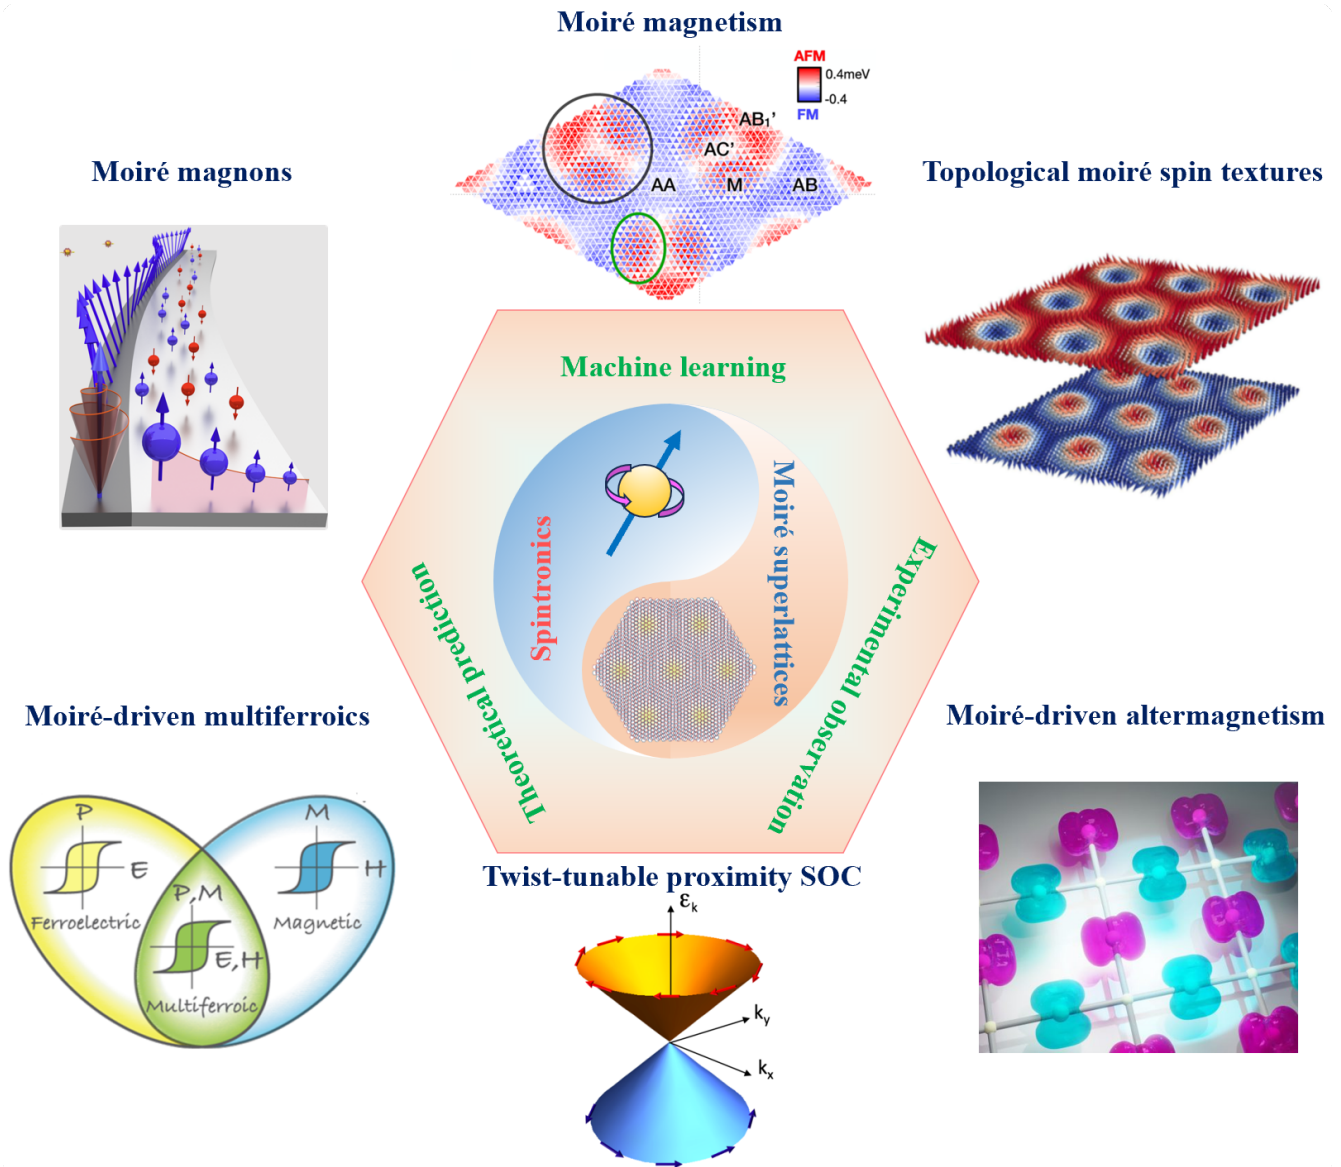 Moiré magnetism
AFM
0.4meV
-0.4
FM
AB₁’
AC’
AA
M
AB
Moiré magnons
Topological moiré spin textures
Machine learning
Spintronics
Moiré superlattices
Theoretical prediction
Experimental observation
Moiré-driven multiferroics
P
E
Ferroelectric
M
H
Magnetic
P,M
E,H
Multiferroic
Moiré-driven altermagnetism
Twist-tunable proximity SOC
εk
ky
kx